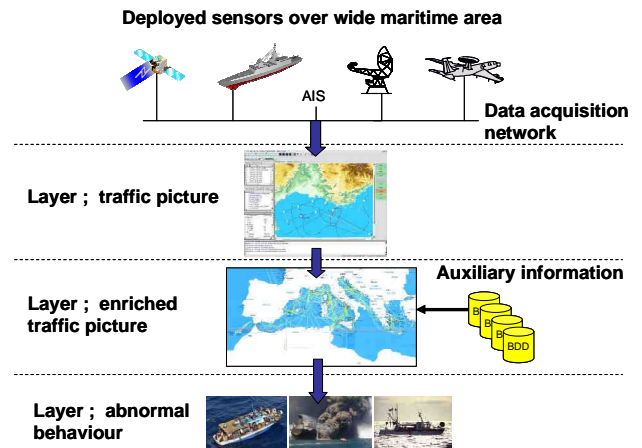 Deployed sensors over wide maritime area
AIS
Data acquisition
network
Layer ; traffic picture
Auxiliary information
Layer ; enriched
traffic picture
BDD
Layer ; abnormal
behaviour